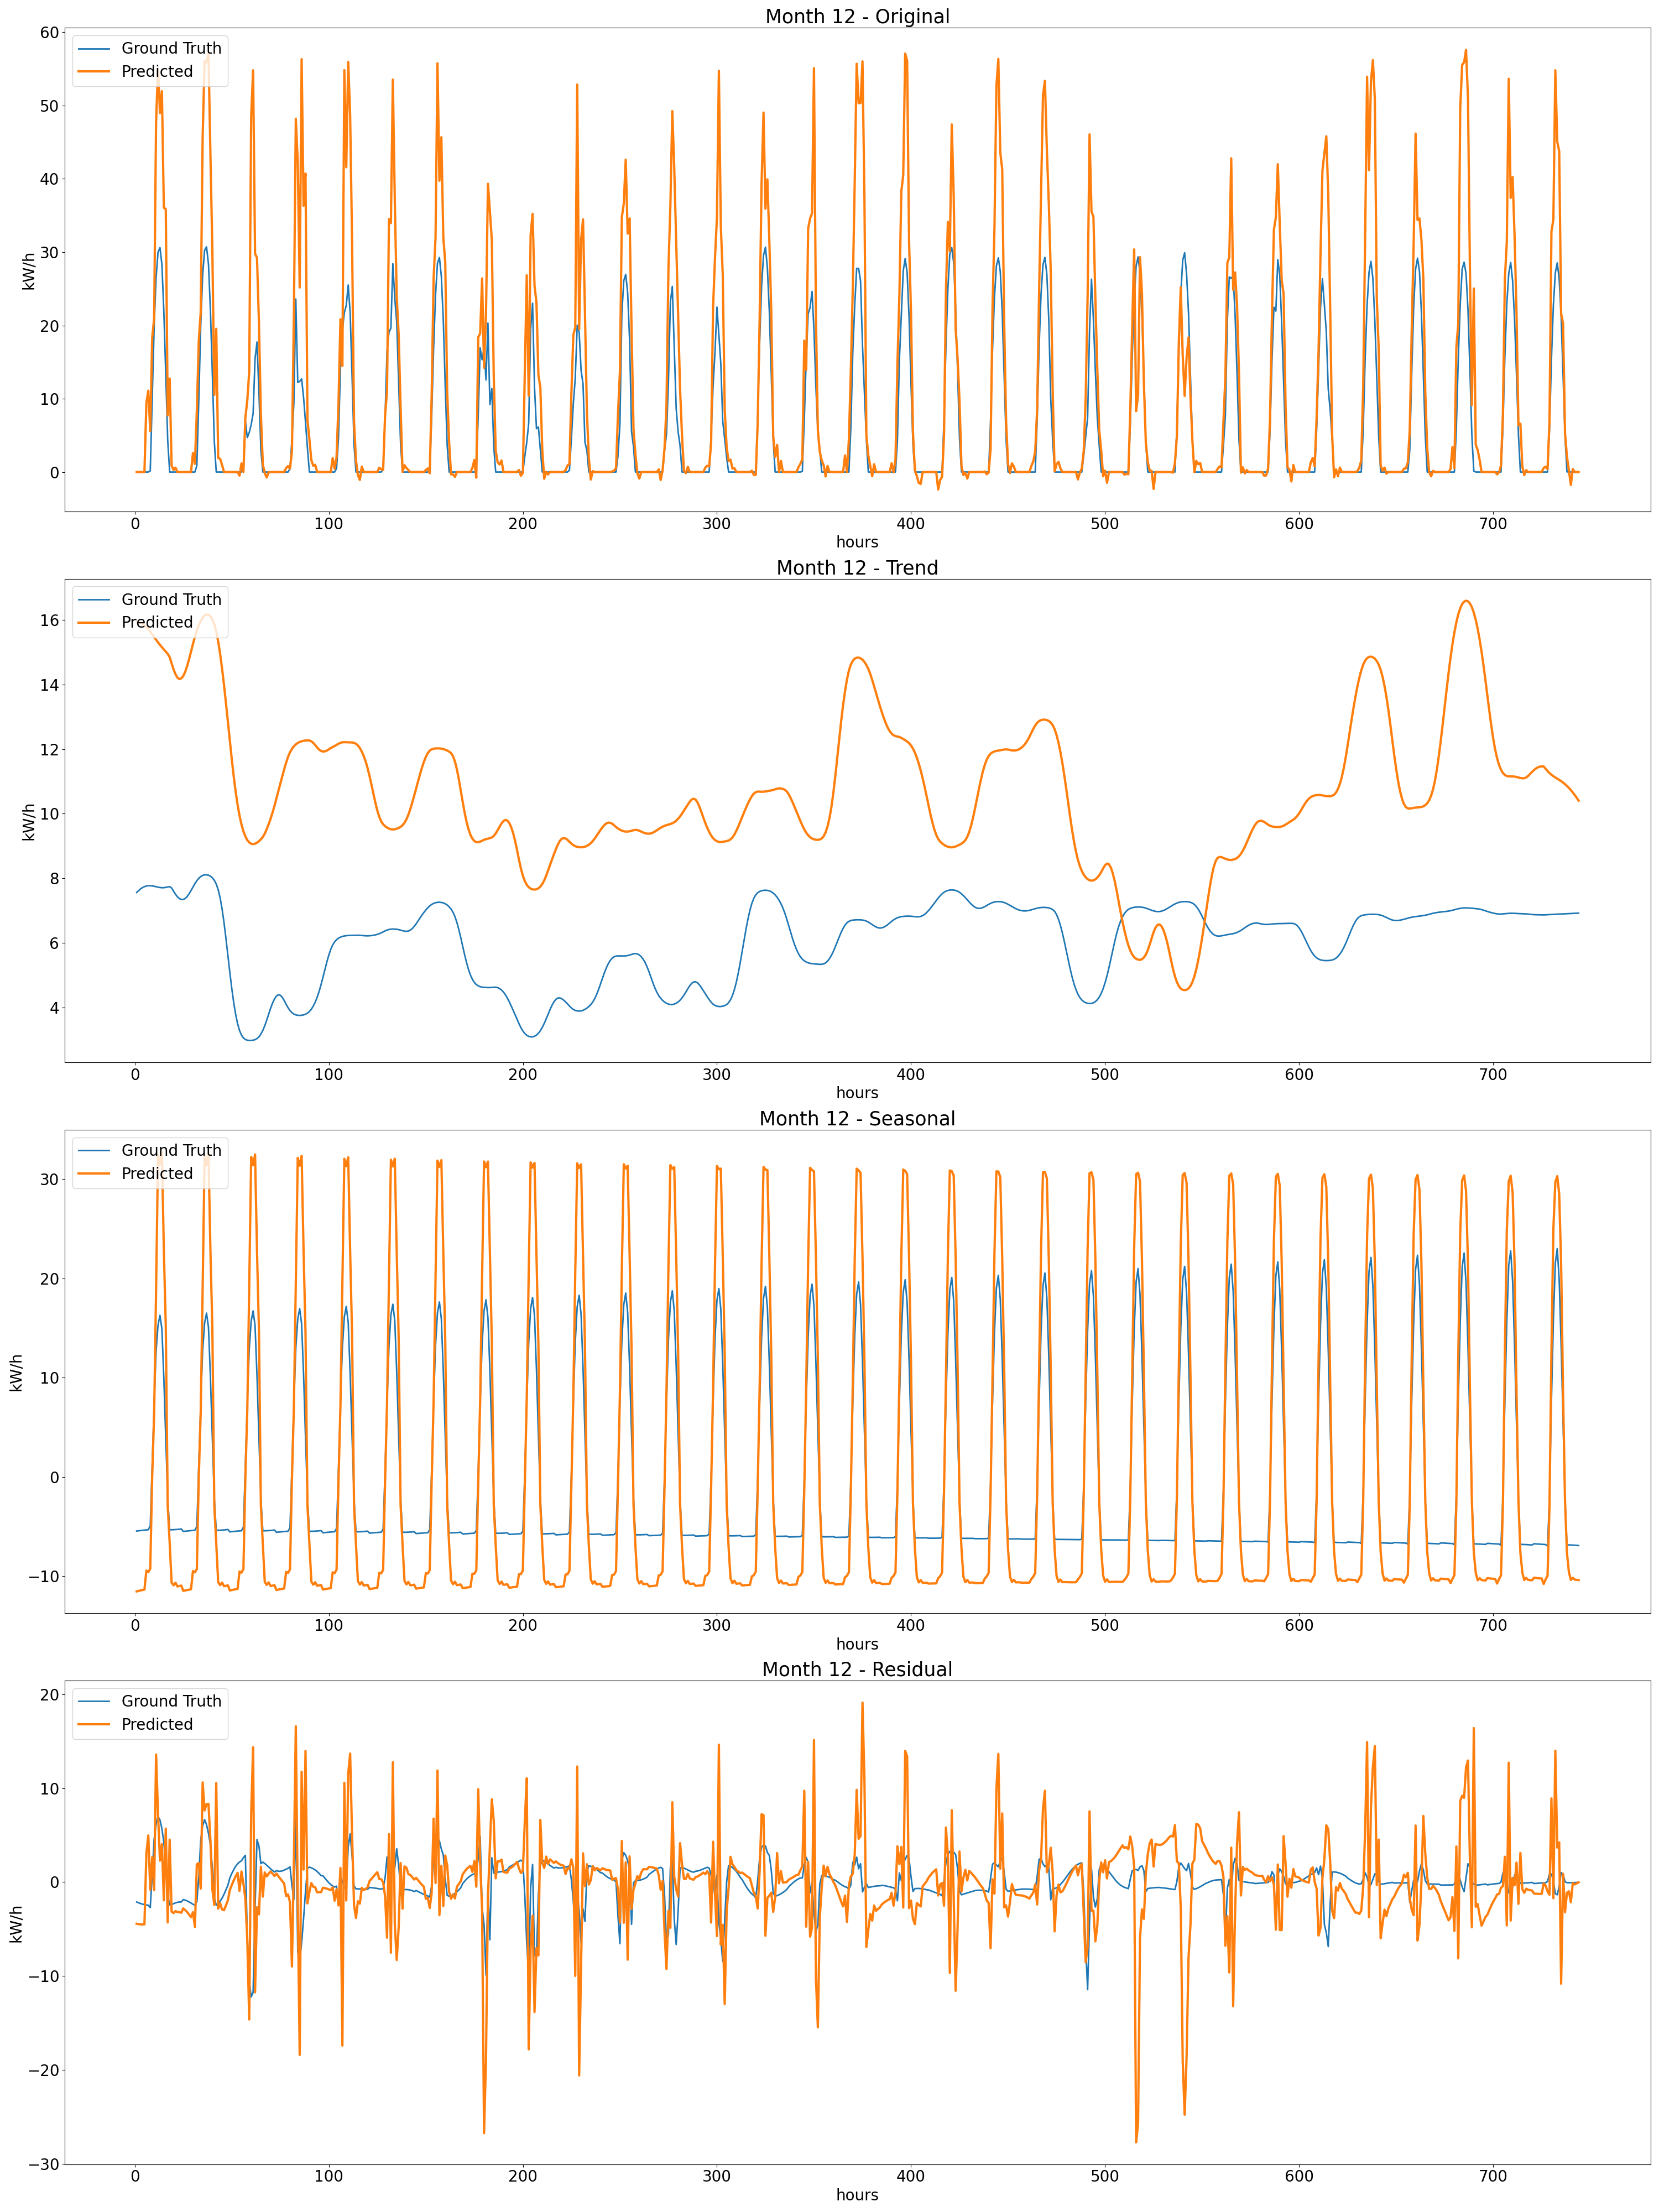 Month 12 - Original
Ground Truth
Predicted
60
50
40
30
20
10
0
kW/h
0 100 200 300 400 500 600 700
hours
Month 12 - Trend
Ground Truth
Predicted
16
14
12
10
8
6
4
kW/h
0 100 200 300 400 500 600 700
hours
Month 12 - Seasonal
Ground Truth
Predicted
30
20
10
0
−10
kW/h
0 100 200 300 400 500 600 700
hours
Month 12 - Residual
Ground Truth
Predicted
20
10
0
−10
−20
−30
kW/h
0 100 200 300 400 500 600 700
hours